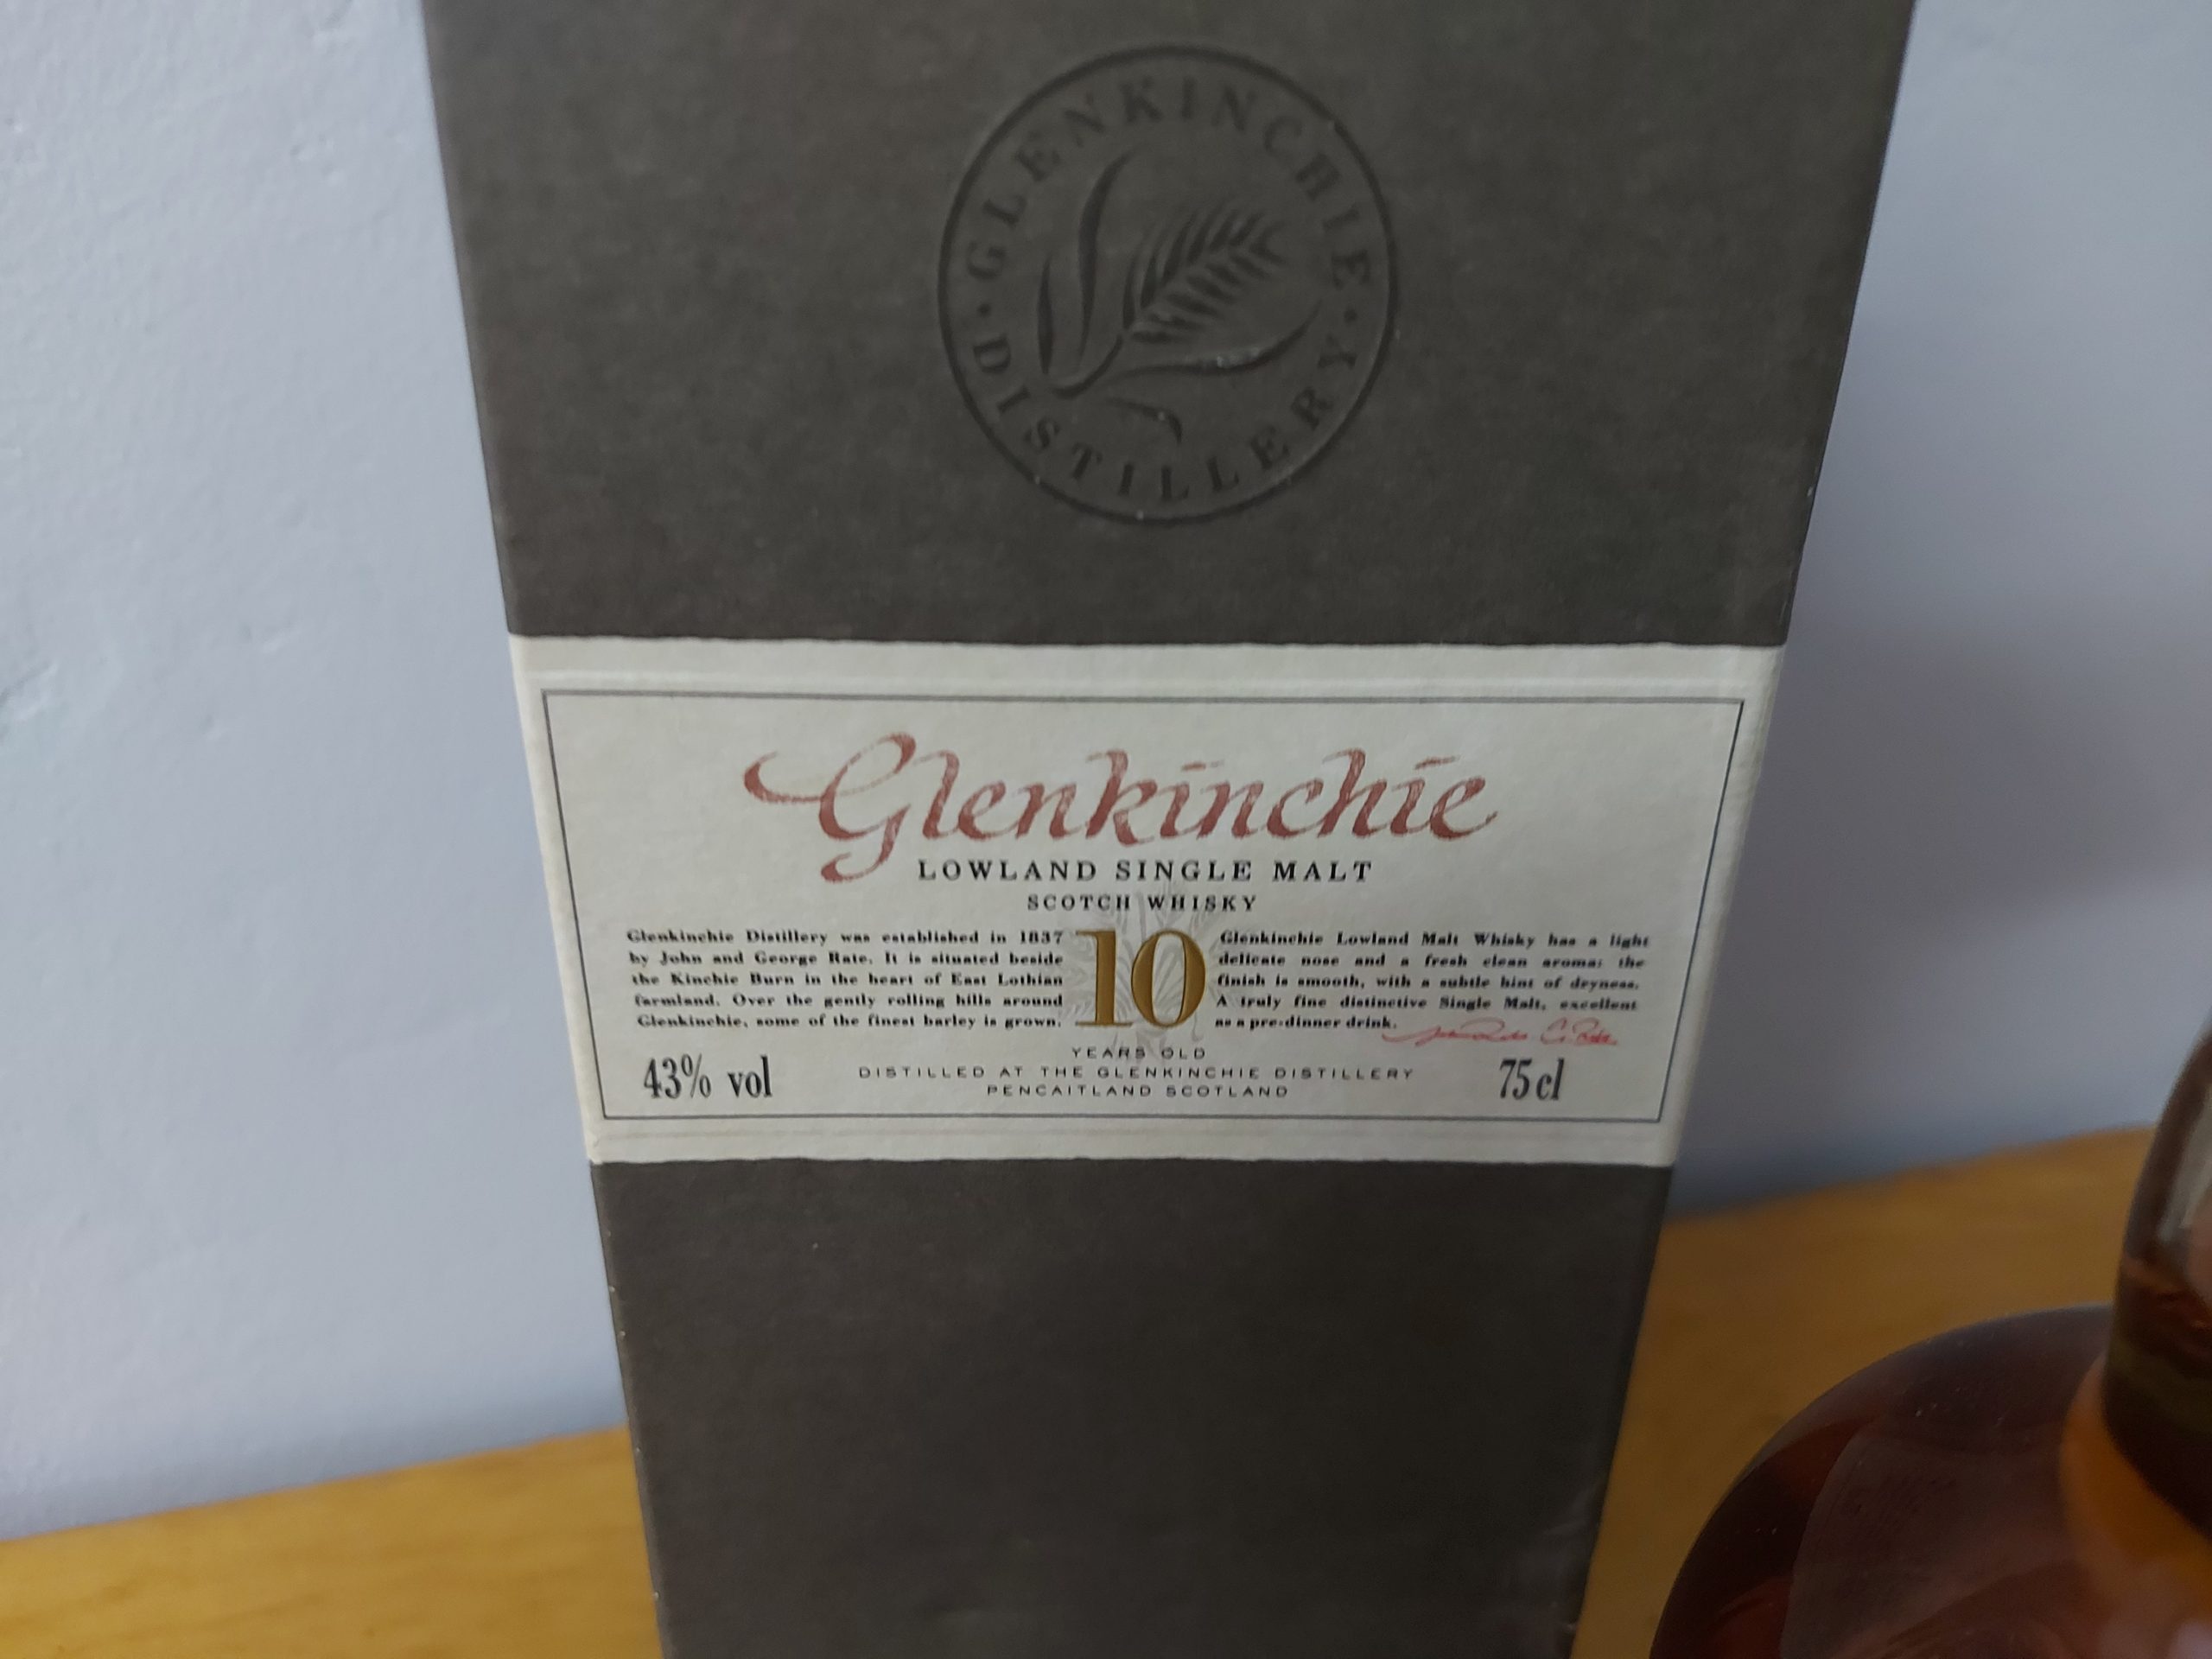 GLENKINCHIE
· DISTILLERY ·
Glenkinchie
LOWLAND SINGLE MALT
SCOTCH WHISKY
Glenkinchie Distillery was established in 1837
by John and George Rate. It is situated beside
the Kinchie Burn in the heart of East Lothian
farmland. Over the gently rolling hills around
Glenkinchie, some of the finest barley is grown.
10
Glenkinchie Lowland Malt Whisky has a light
delicate nose and a fresh clean aroma: the
finish is smooth, with a subtle hint of dryness.
A truly fine distinctive Single Malt, excellent
as a pre-dinner drink.
YEARS OLD
43% vol
DISTILLED AT THE GLENKINCHIE DISTILLERY
PENCAITLAND SCOTLAND
75cl